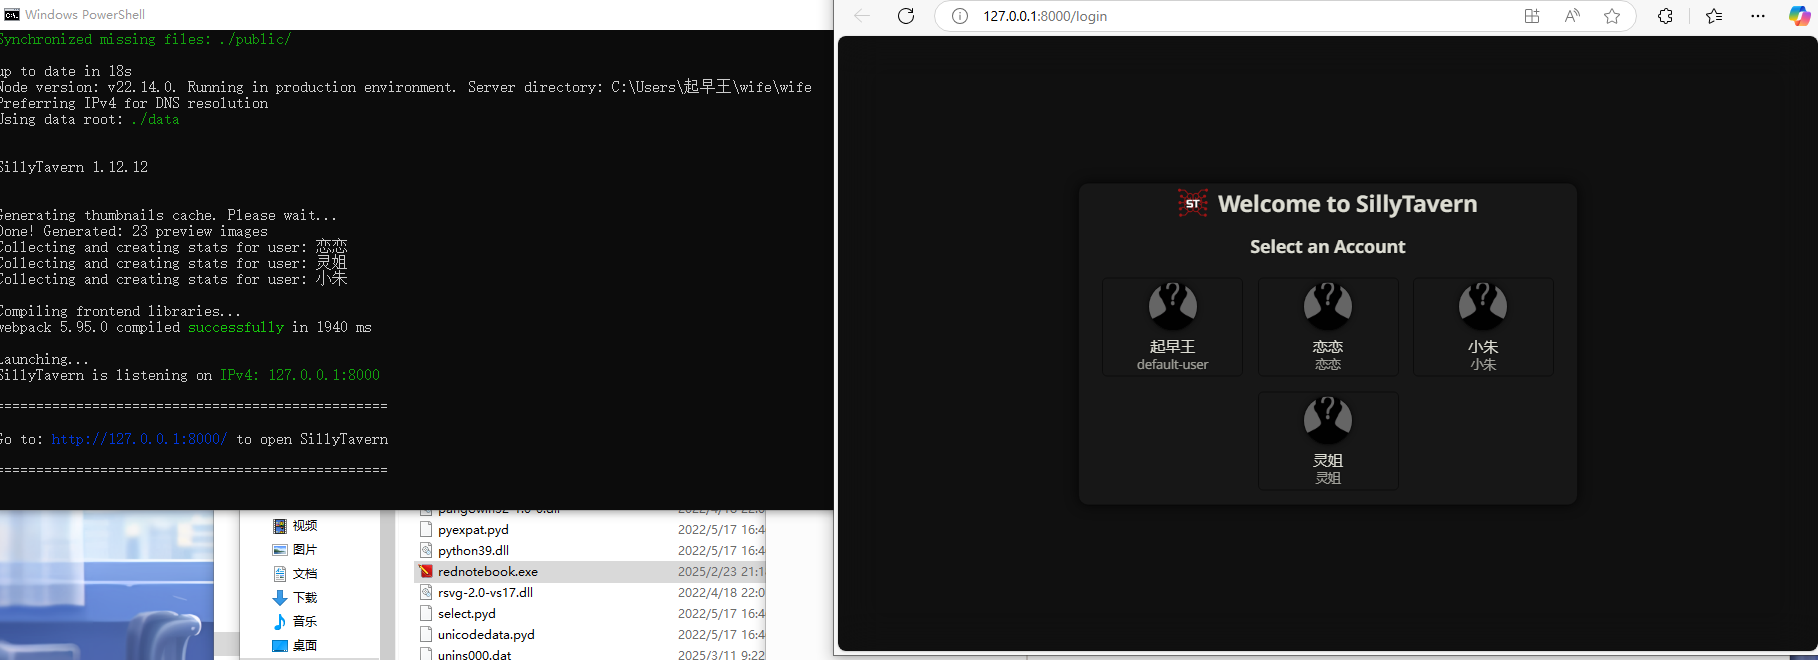 Windows PowerShell
Synchronized missing files: ./public/
up to date in 18s
Node version: v22.14.0. Running in production environment. Server directory: C:\Users\起早王\wife\wife
Preferring IPv4 for DNS resolution
Using data root: ./data
SillyTavern 1.12.12
Generating thumbnails cache. Please wait...
Done! Generated: 23 preview images
Collecting and creating stats for user: 恋恋
Collecting and creating stats for user: 灵姐
Collecting and creating stats for user: 小朱
Compiling frontend libraries...
webpack 5.95.0 compiled successfully in 1940 ms
Launching...
SillyTavern is listening on IPv4: 127.0.0.1:8000
================================================
Go to: http://127.0.0.1:8000/ to open SillyTavern
================================================
视频
图片
文档
下载
音乐
桌面
pyexpat.pyd 2022/5/17 16:4
python39.dll 2022/5/17 16:4
rednotebook.exe 2025/2/23 21:1
rsvg-2.0-vs17.dll 2022/4/18 22:0
select.pyd 2022/5/17 16:4
unicodedata.pyd 2022/5/17 16:4
unins000.dat 2025/3/11 9:22
127.0.0.1:8000/login
ST Welcome to SillyTavern
Select an Account
起早王
default-user
恋恋
恋恋
小朱
小朱
灵姐
灵姐